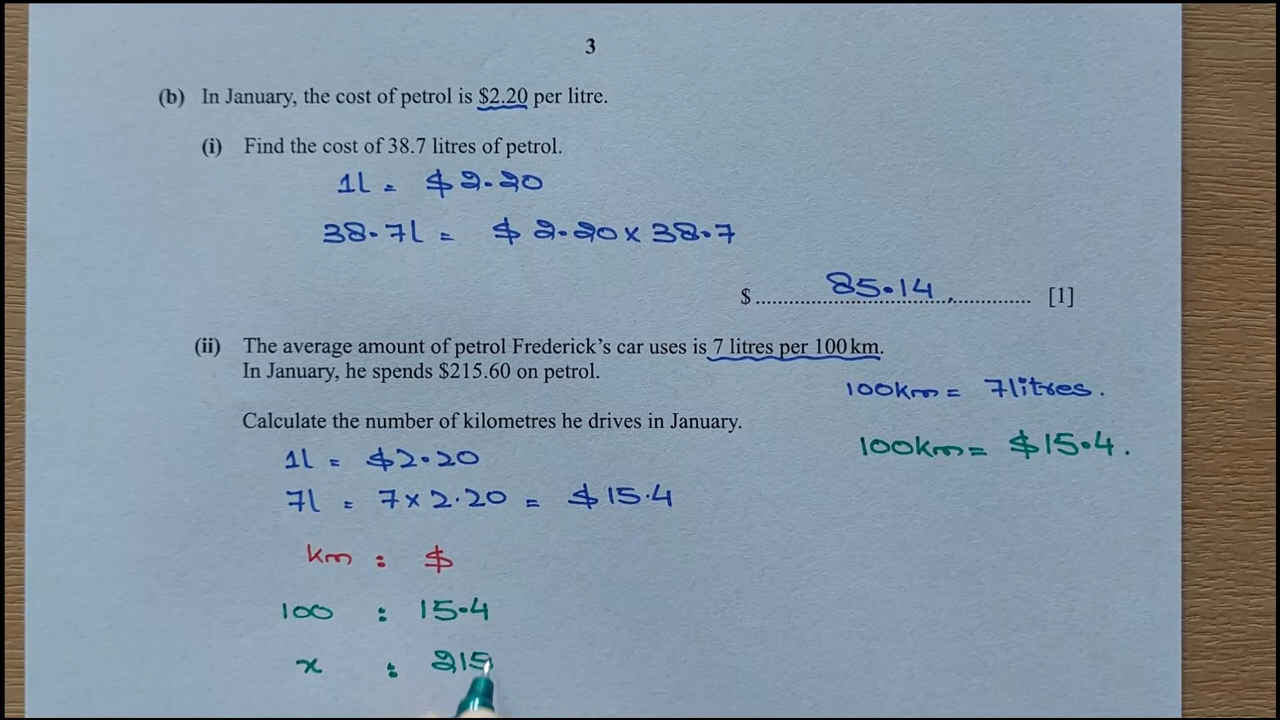 3
(b) In January, the cost of petrol is $2.20 per litre.
(i) Find the cost of 38.7 litres of petrol.
1l = $2.20
38.7l = $2.20x38.7
$ 85.14 [1]
(ii) The average amount of petrol Frederick's car uses is 7 litres per 100 km.
In January, he spends $215.60 on petrol.
100km = 7litres.
Calculate the number of kilometres he drives in January.
100km = $15.4.
1l = $2.20
7l = 7x2.20 = $15.4
km : $
100 : 15.4
x : 215